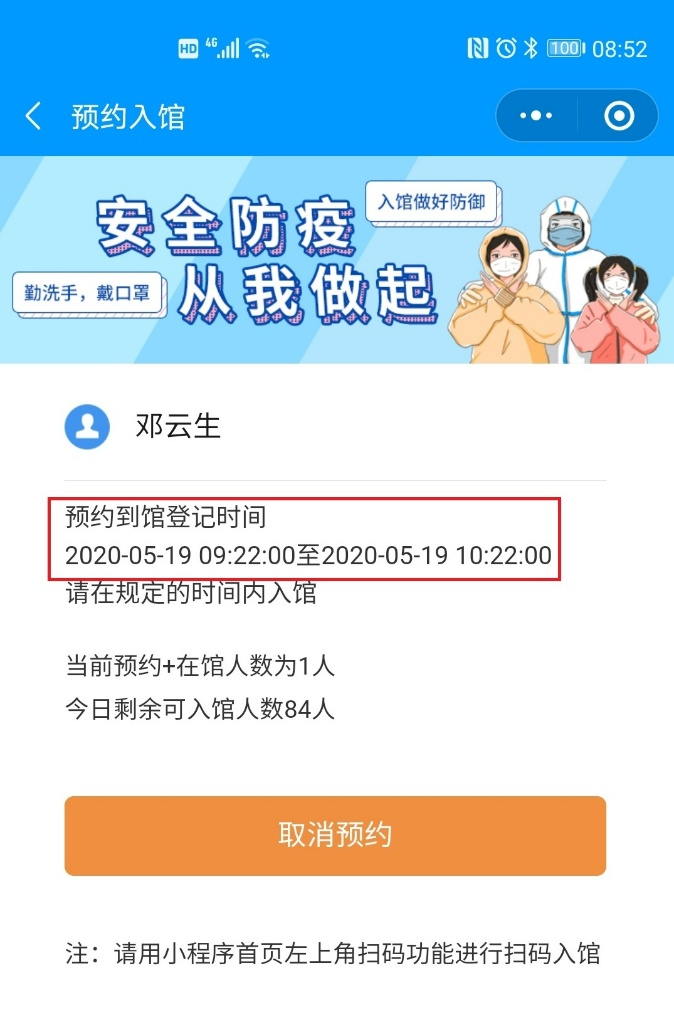 HD 4G 100 08:52
预约入馆
安全防疫
入馆做好防御
勤洗手，戴口罩
从我做起
邓云生
预约到馆登记时间
2020-05-19 09:22:00至2020-05-19 10:22:00
请在规定的时间内入馆
当前预约+在馆人数为1人
今日剩余可入馆人数84人
取消预约
注：请用小程序首页左上角扫码功能进行扫码入馆